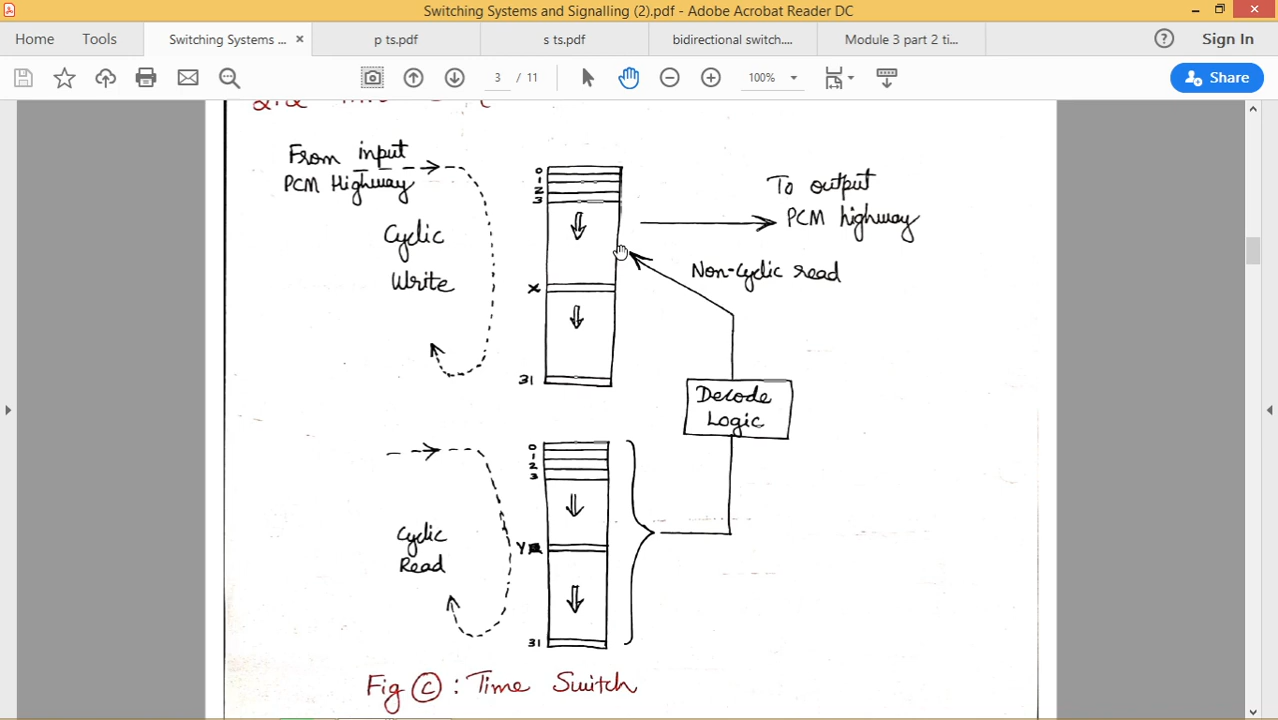 Switching Systems and Signalling (2).pdf - Adobe Acrobat Reader DC
Home Tools Switching Systems ... × p ts.pdf s ts.pdf bidirectional switch.... Module 3 part 2 ti... Sign In
3 / 11 100% Share
From input
PCM Highway
Cyclic
Write
0
1
2
3
X
31
To output
PCM highway
Non-cyclic read
Decode
Logic
0
1
2
3
Y
31
Cyclic
Read
Fig (c) : Time Switch